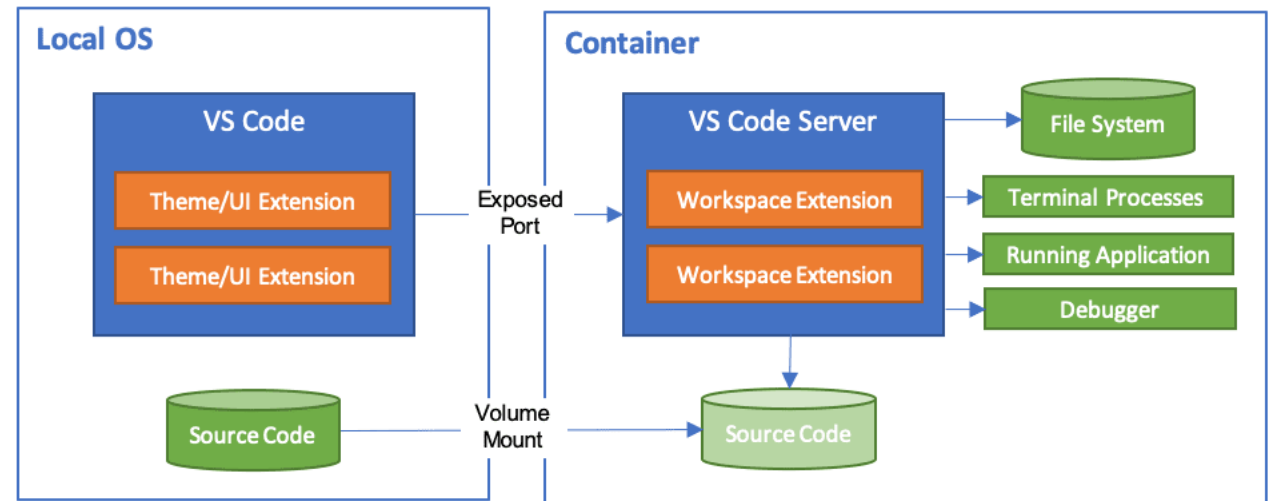 Local OS
VS Code
Theme/UI Extension
Theme/UI Extension
Source Code
Exposed
Port
Volume
Mount
Container
VS Code Server
Workspace Extension
Workspace Extension
File System
Terminal Processes
Running Application
Debugger
Source Code